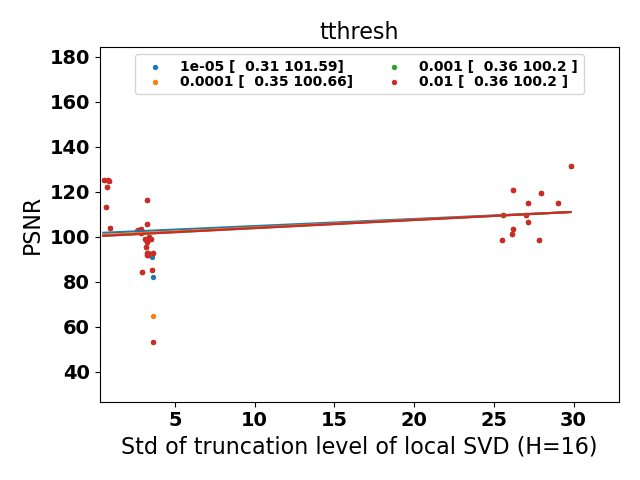 tthresh
180
160
140
120
100
80
60
40
PSNR
1e-05 [  0.31 101.59]
0.0001 [  0.35 100.66]
0.001 [  0.36 100.2 ]
0.01 [  0.36 100.2 ]
5 10 15 20 25 30
Std of truncation level of local SVD (H=16)